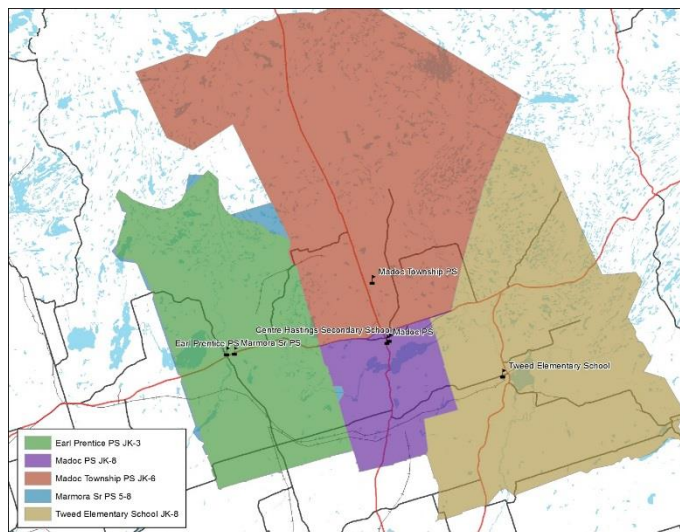 Madoc Township PS
Centre Hastings Secondary School
Madoc PS
Earl Prentice PS
Marmora Sr PS
Tweed Elementary School
Earl Prentice PS JK-3
Madoc PS JK-8
Madoc Township PS JK-6
Marmora Sr PS 5-8
Tweed Elementary School JK-8